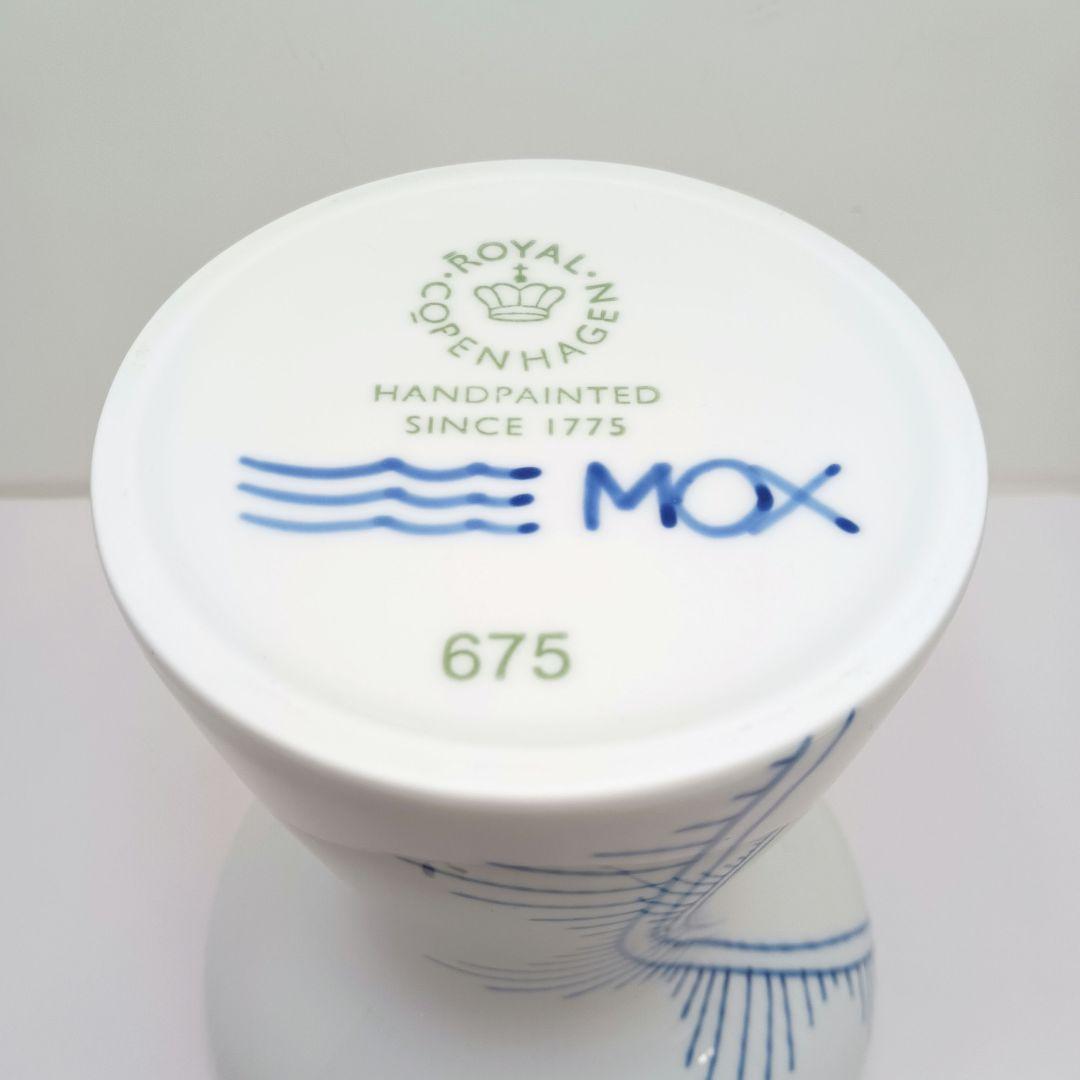 ROYAL COPENHAGEN
HANDPAINTED
SINCE 1775
MOX
675